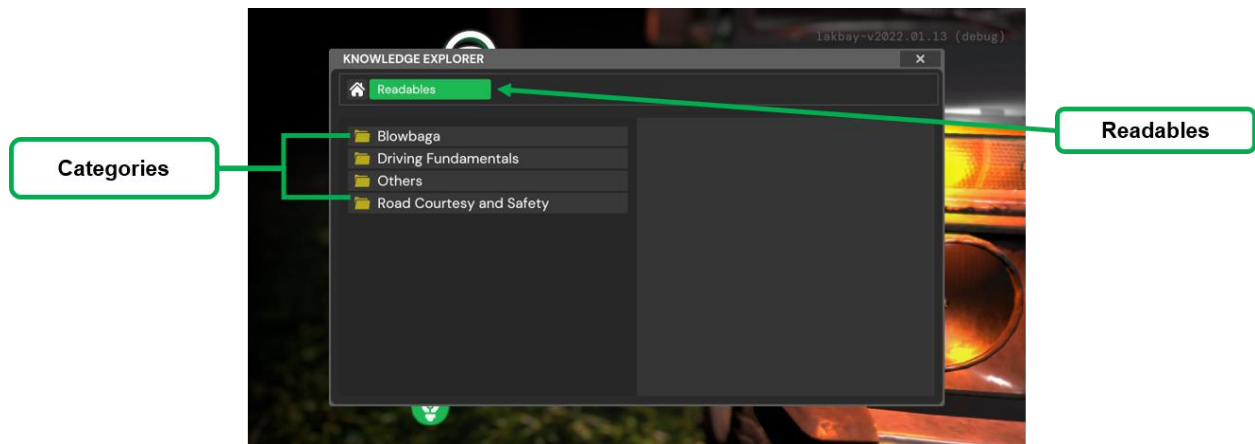 lakbay-v2022.01.13 (debug)
KNOWLEDGE EXPLORER
Readables
Readables
Categories
Blowbaga
Driving Fundamentals
Others
Road Courtesy and Safety